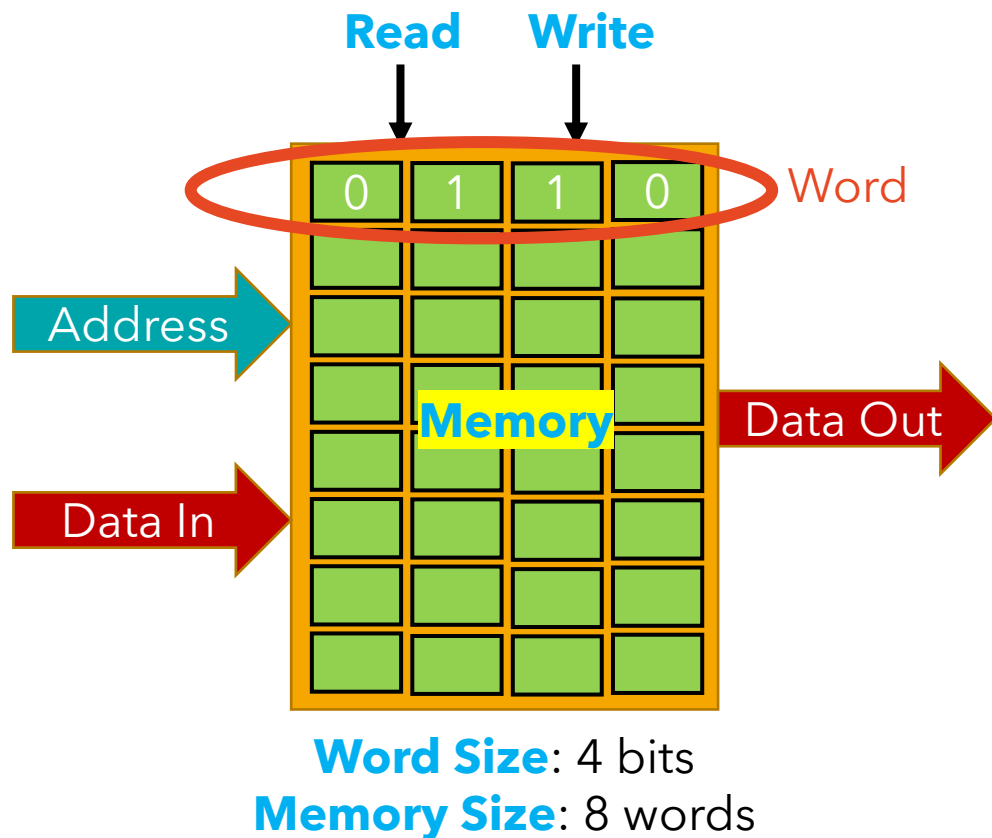 Read Write
0 1 1 0
Word
Address
Memory
Data Out
Data In
Word Size: 4 bits
Memory Size: 8 words